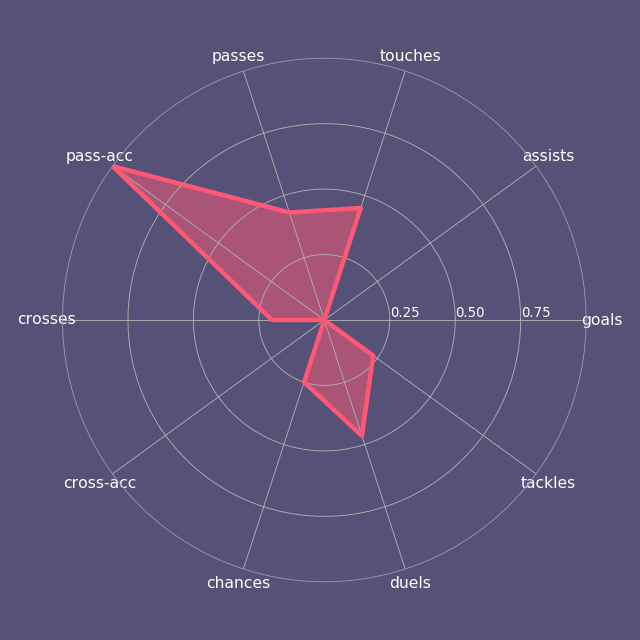 passes
touches
pass-acc
assists
crosses
0.25
0.50
0.75
goals
cross-acc
tackles
chances
duels